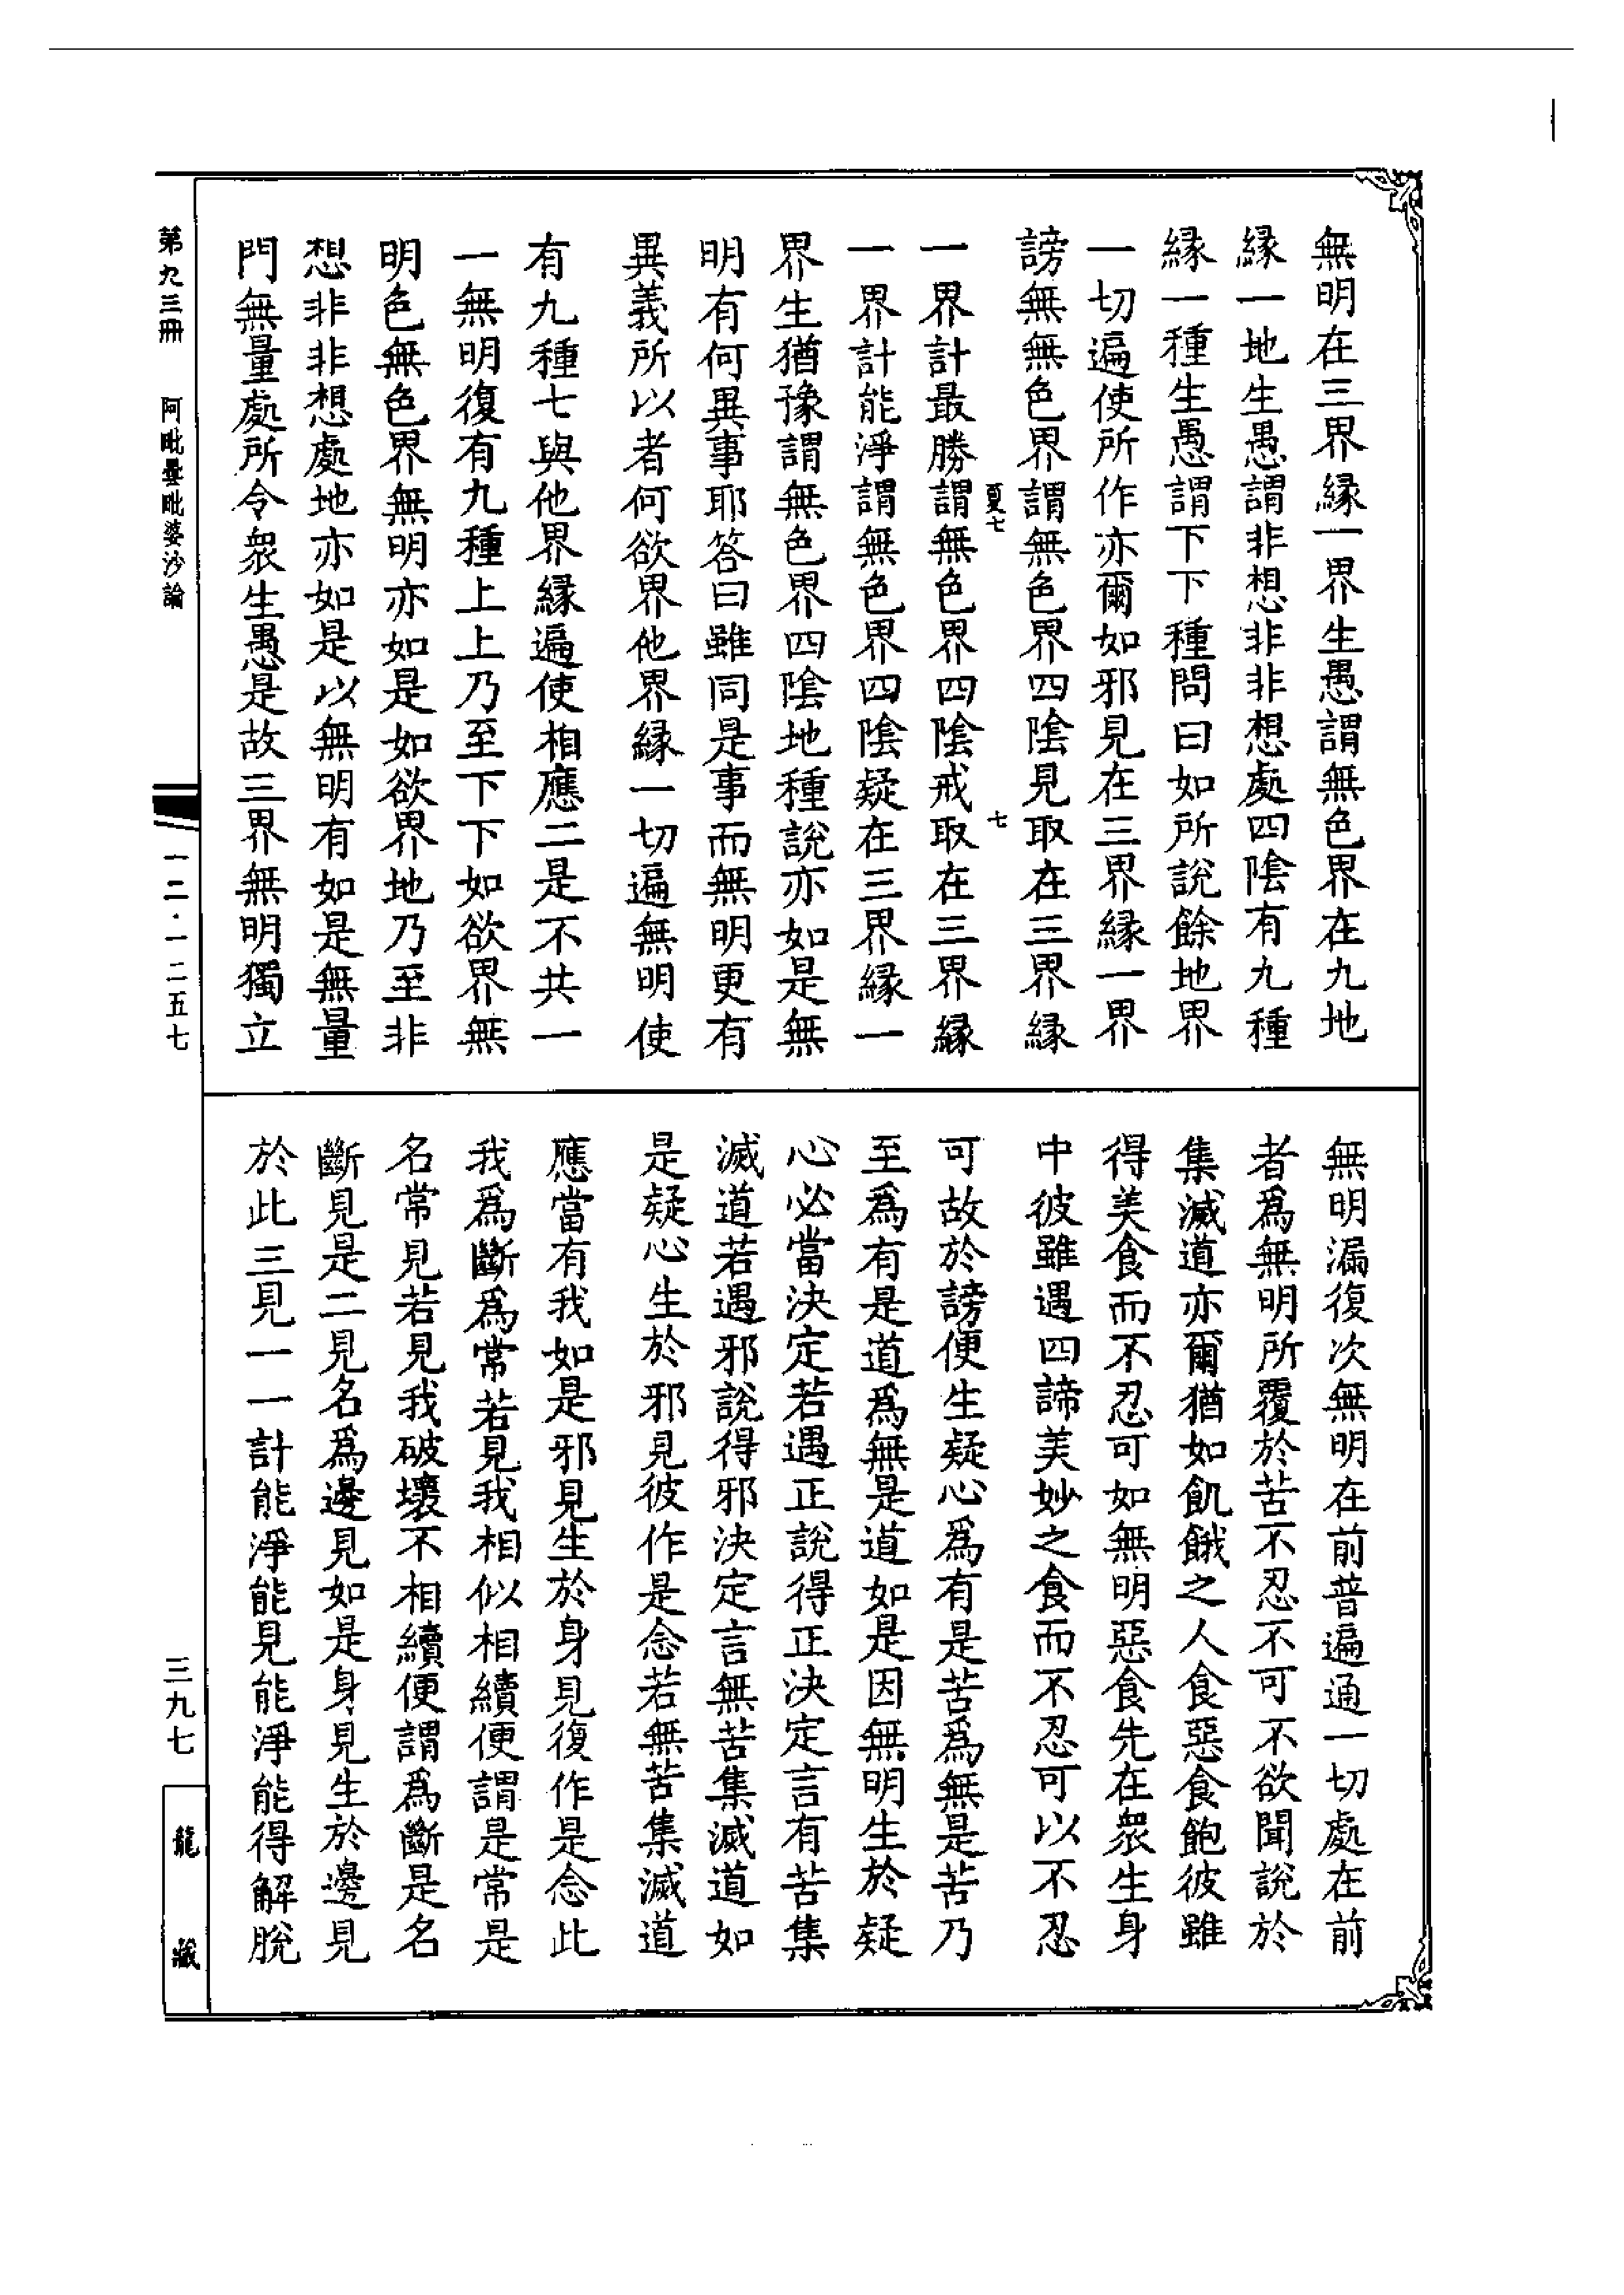 無明在三界縁一界生愚謂無色界在九地
縁一地生愚謂非想非非想處四陰有九種
縁一種生愚謂下下種問曰如所說餘地界
一切遍使所作亦爾如邪見在三界縁一界
謗無無色界謂無色界四陰見取在三界縁
夏七
七
一界計最勝謂無色界四陰戒取在三界縁
一界計能淨謂無色界四陰疑在三界縁一
界生猶豫謂無色界四陰地種說亦如是無
明有何異事耶答曰雖同是事而無明更有
異義所以者何欲界他界縁一切遍無明使
有九種七與他界縁遍使相應二是不共一
一無明復有九種上上乃至下下如欲界無
明色無色界無明亦如是如欲界地乃至非
想非非想處地亦如是以無明有如是無量
門無量處所令衆生愚是故三界無明獨立
無明漏復次無明在前普遍通一切處在前
者爲無明所覆於苦不忍不可不欲聞說於
集滅道亦爾猶如飢餓之人食惡食飽彼雖
得美食而不忍可如無明惡食先在衆生身
中彼雖遇四諦美妙之食而不忍可以不忍
可故於謗便生疑心爲有是苦爲無是苦乃
至爲有是道爲無是道如是因無明生於疑
心必當決定若遇正說得正決定言有苦集
滅道若遇邪說得邪決定言無苦集滅道如
是疑心生於邪見彼作是念若無苦集滅道
應當有我如是邪見生於身見復作是念此
我爲斷爲常若見我相似相續便謂是常是
名常見若見我破壞不相續便謂爲斷是名
斷見是二見名爲邊見如是身見生於邊見
於此三見一一計能淨能見能淨能得解脫
第九三冊
阿毗曇毗婆沙論
一二·一二五七
三九七
龍藏